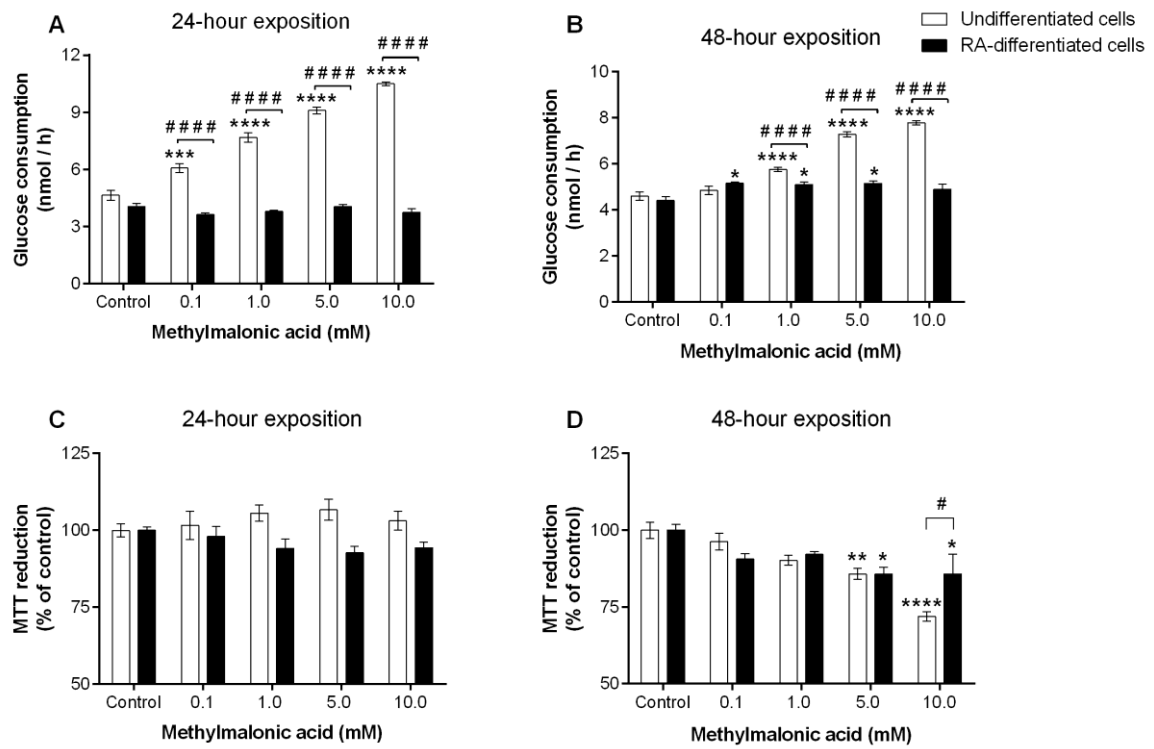 Undifferentiated cells
RA-differentiated cells
A
24-hour exposition
Glucose consumption
(nmol / h)
12
9
6
3
0
***
####
****
####
****
####
****
####
Control
0.1
1.0
5.0
10.0
Methylmalonic acid (mM)
B
48-hour exposition
Glucose consumption
(nmol / h)
10
8
6
4
2
0
*
****
####
*
****
####
*
****
####
Control
0.1
1.0
5.0
10.0
Methylmalonic acid (mM)
C
24-hour exposition
MTT reduction
(% of control)
125
100
75
50
Control
0.1
1.0
5.0
10.0
Methylmalonic acid (mM)
D
48-hour exposition
MTT reduction
(% of control)
125
100
75
50
**
*
****
#
*
Control
0.1
1.0
5.0
10.0
Methylmalonic acid (mM)